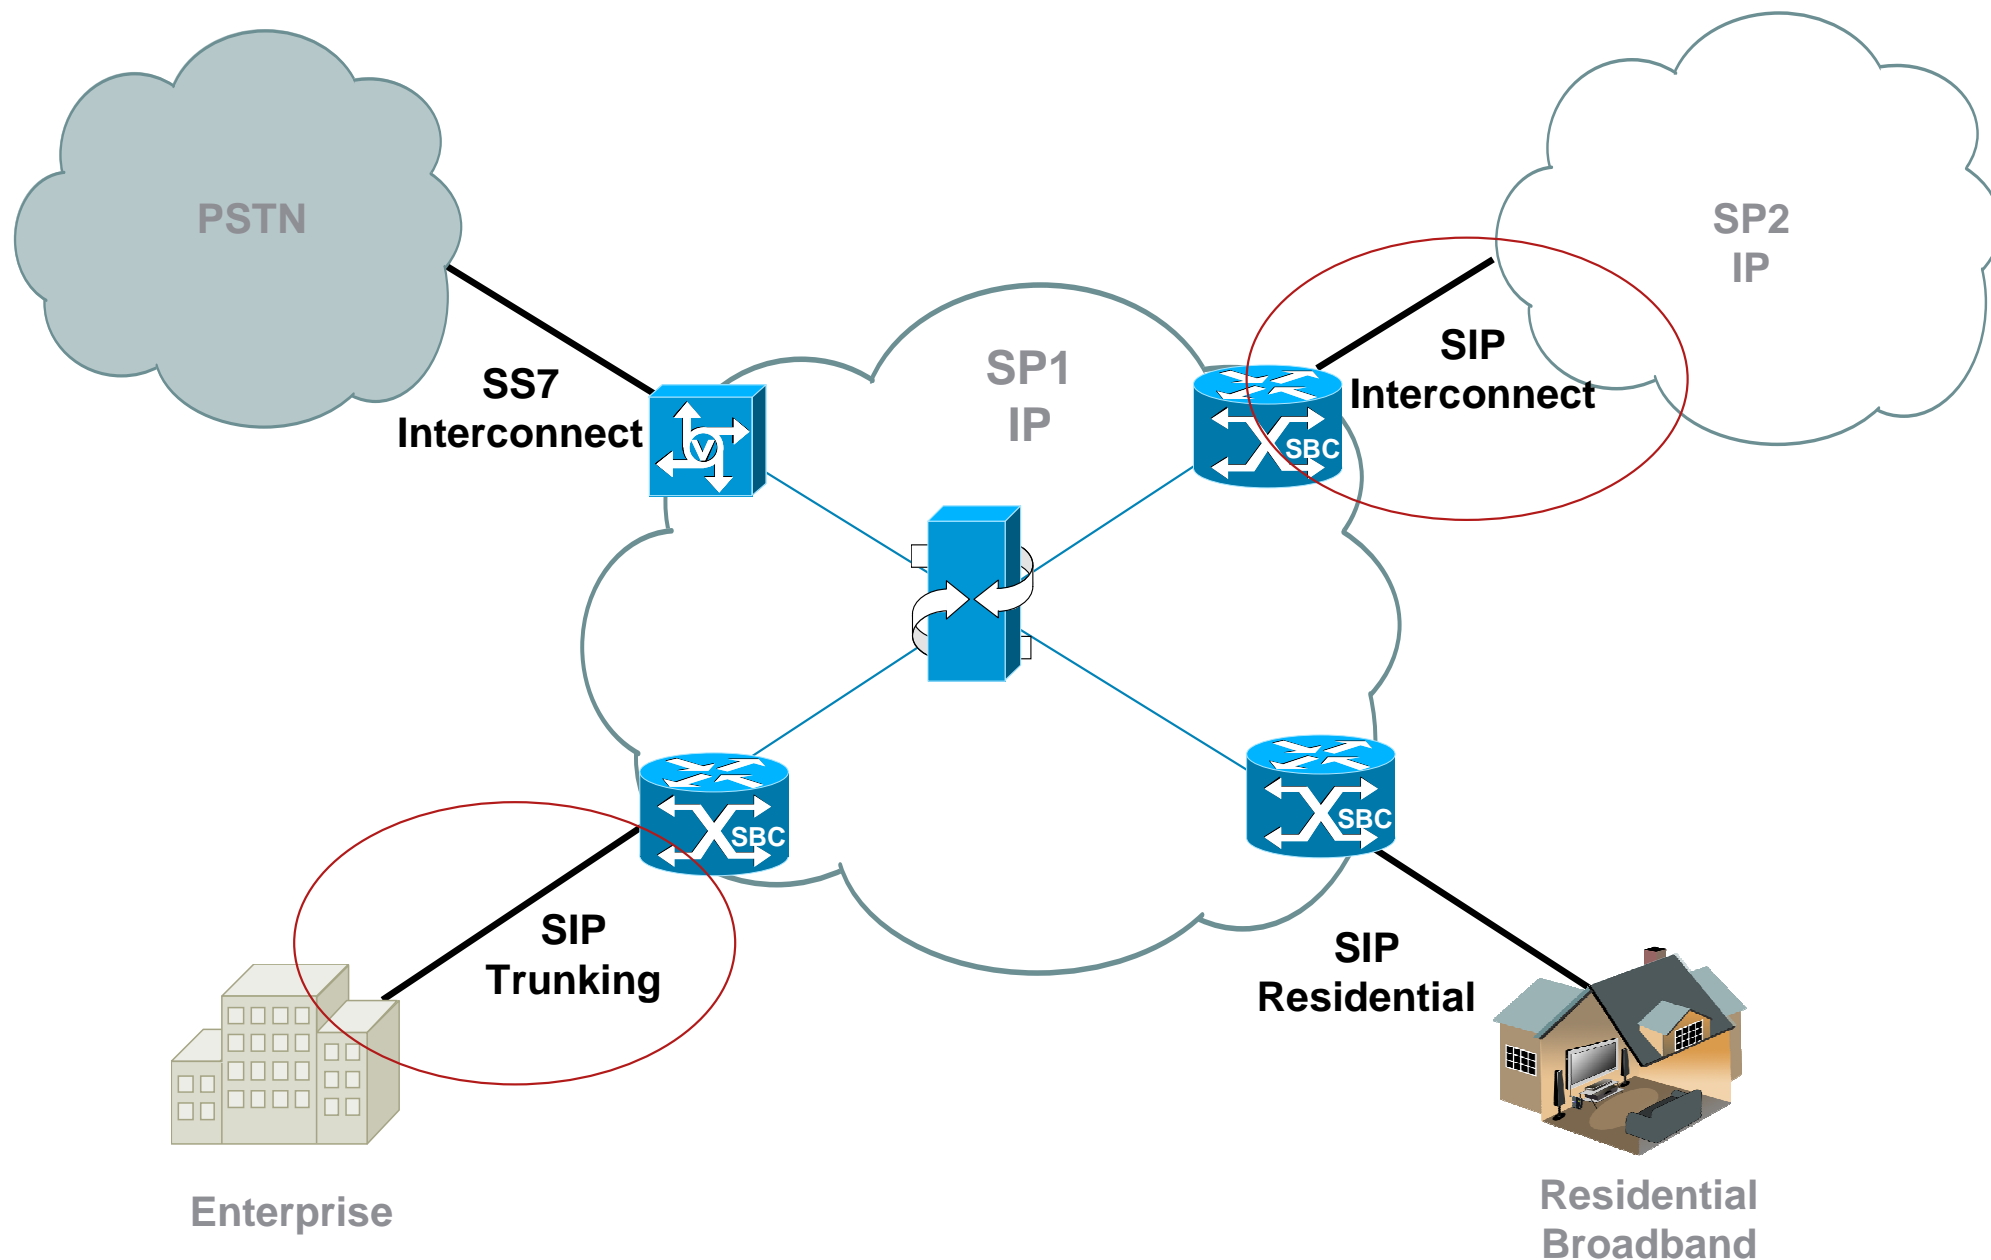 PSTN
SP2
IP
SS7
Interconnect
SP1
IP
SIP
Interconnect
V
SBC
SBC
SBC
SIP
Trunking
SIP
Residential
Enterprise
Residential
Broadband